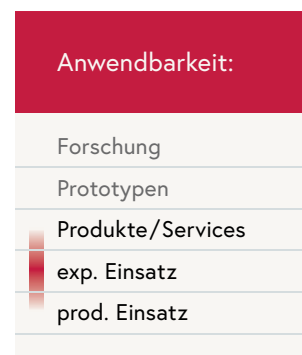 Anwendbarkeit:
Forschung
Prototypen
Produkte/Services
exp. Einsatz
prod. Einsatz